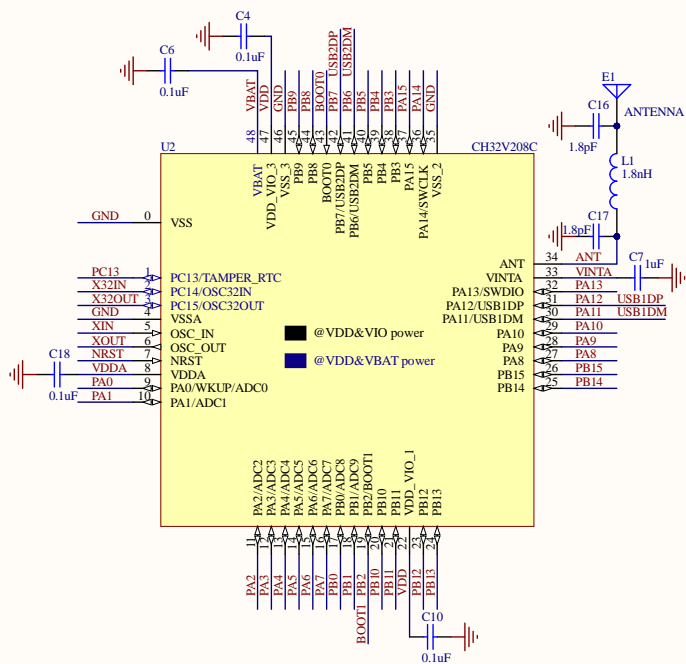 C4
0.1uF
C6
0.1uF
VBAT
VDD
GND
PB9
PB8
BOOT0
PB7 USB2DP
PB6 USB2DM
PB5
PB4
PB3
PA15
PA14
GND
48
47
46
45
44
43
42
41
40
39
38
37
36
35
E1
ANTENNA
C16
1.8pF
L1
1.8nH
C17
1.8pF
U2
CH32V208C
VBAT
VDD_VIO_3
VSS_3
PB9
PB8
BOOT0
PB7/USB2DP
PB6/USB2DM
PB5
PB4
PB3
PA15
PA14/SWCLK
VSS_2
GND 0 VSS
PC13 1 PC13/TAMPER_RTC
X32IN 2 PC14/OSC32IN
X32OUT 3 PC15/OSC32OUT
GND 4 VSSA
XIN 5 OSC_IN
XOUT 6 OSC_OUT
NRST 7 NRST
VDDA 8 VDDA
PA0 9 PA0/WKUP/ADC0
PA1 10 PA1/ADC1
C18
0.1uF
@VDD&VIO power
@VDD&VBAT power
ANT 34 ANT
VINTA 33 VINTA
PA13/SWDIO 32 PA13
PA12/USB1DP 31 PA12 USB1DP
PA11/USB1DM 30 PA11 USB1DM
PA10 29 PA10
PA9 28 PA9
PA8 27 PA8
PB15 26 PB15
PB14 25 PB14
C7
1uF
PA2/ADC2
PA3/ADC3
PA4/ADC4
PA5/ADC5
PA6/ADC6
PA7/ADC7
PB0/ADC8
PB1/ADC9
PB2/BOOT1
PB10
PB11
VDD_VIO_1
PB12
PB13
11
12
13
14
15
16
17
18
19
20
21
22
23
24
PA2
PA3
PA4
PA5
PA6
PA7
PB0
PB1
BOOT1 PB2
PB10
PB11
VDD
PB12
PB13
C10
0.1uF